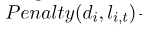 Penalty(d_i, l_{i,t}) -